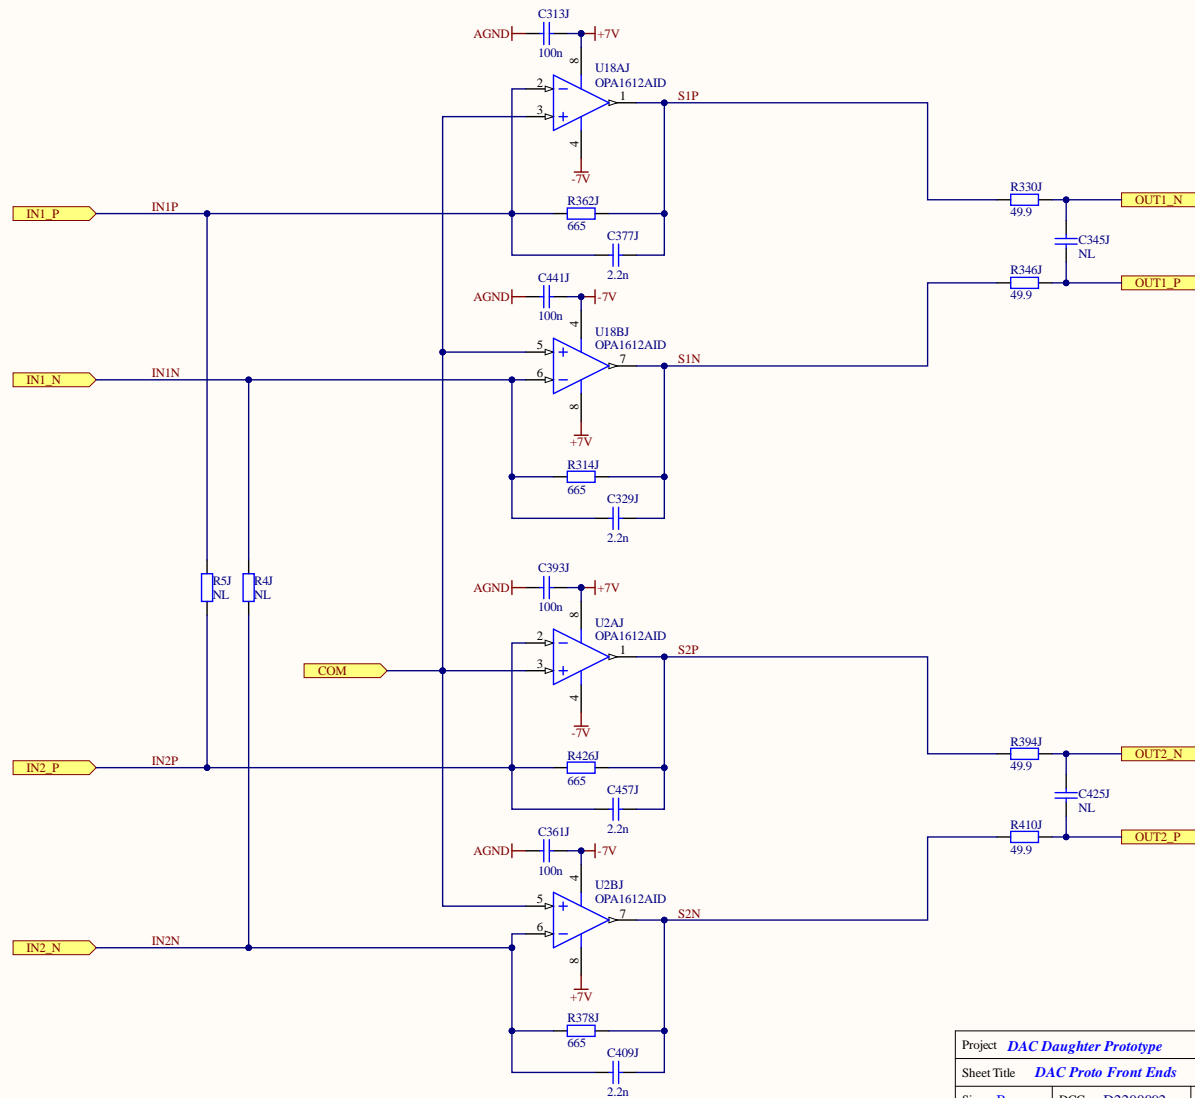 C313J
AGND
+7V
100n
8
U18AJ
OPA1612AID
2
1
S1P
3
4
-7V
R330J
49.9
OUT1_N
IN1_P
IN1P
R362J
665
C377J
2.2n
C345J
NL
C441J
AGND
-7V
100n
R346J
49.9
OUT1_P
4
U18BJ
OPA1612AID
5
7
S1N
6
IN1_N
IN1N
8
+7V
R314J
665
C329J
2.2n
R5J
NL
R4J
NL
C393J
AGND
+7V
100n
8
U2AJ
OPA1612AID
2
1
S2P
COM
3
4
-7V
R394J
49.9
OUT2_N
IN2_P
IN2P
R426J
665
C457J
2.2n
C425J
NL
C361J
AGND
-7V
100n
R410J
49.9
OUT2_P
4
U2BJ
OPA1612AID
5
7
S2N
6
IN2_N
IN2N
8
+7V
R378J
665
C409J
2.2n
Project DAC Daughter Prototype
Sheet Title DAC Proto Front Ends